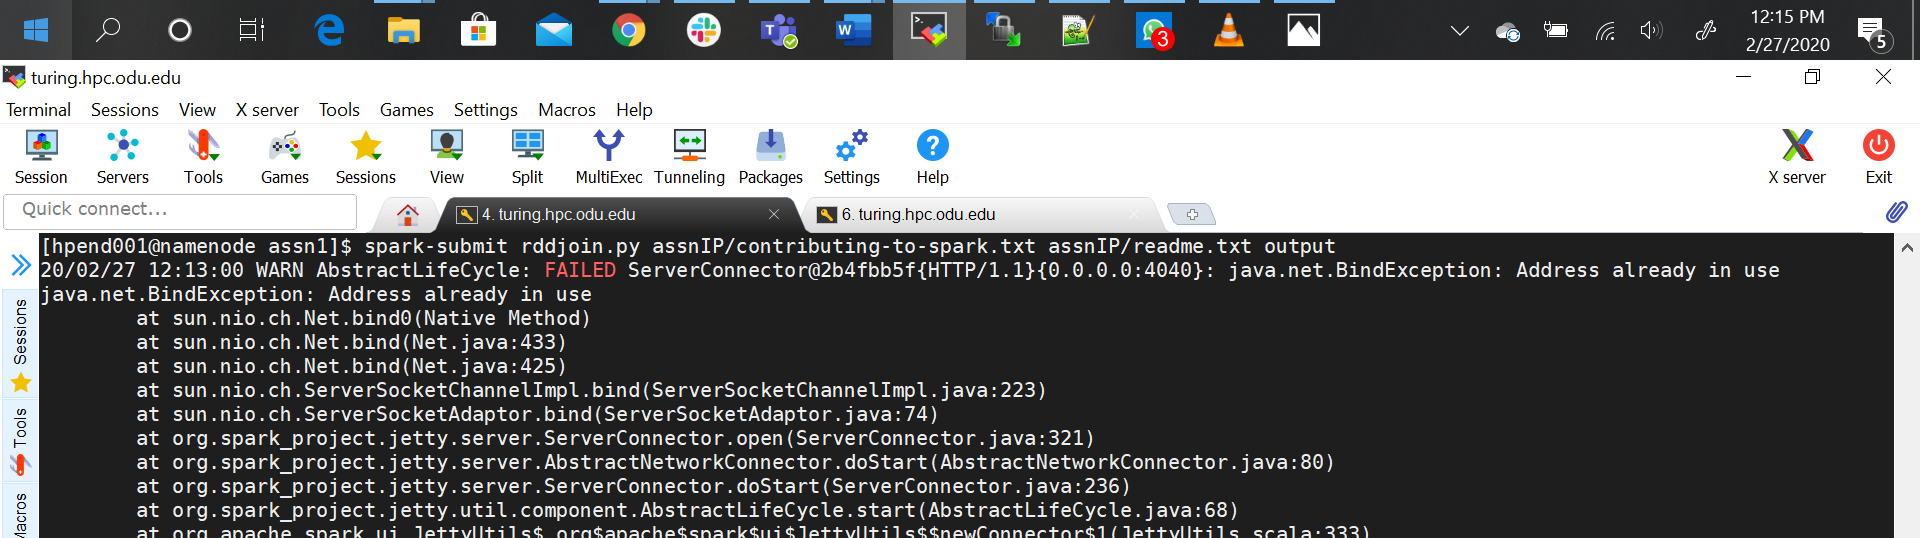 12:15 PM
2/27/2020
3
5
turing.hpc.odu.edu
Terminal Sessions View X server Tools Games Settings Macros Help
Session Servers Tools Games Sessions View Split MultiExec Tunneling Packages Settings Help X server Exit
Quick connect...
4. turing.hpc.odu.edu
6. turing.hpc.odu.edu
[hpend001@namenode assn1]$ spark-submit rddjoin.py assnIP/contributing-to-spark.txt assnIP/readme.txt output
20/02/27 12:13:00 WARN AbstractLifeCycle: FAILED ServerConnector@2b4fbb5f{HTTP/1.1}{0.0.0.0:4040}: java.net.BindException: Address already in use
java.net.BindException: Address already in use
at sun.nio.ch.Net.bind0(Native Method)
at sun.nio.ch.Net.bind(Net.java:433)
at sun.nio.ch.Net.bind(Net.java:425)
at sun.nio.ch.ServerSocketChannelImpl.bind(ServerSocketChannelImpl.java:223)
at sun.nio.ch.ServerSocketAdaptor.bind(ServerSocketAdaptor.java:74)
at org.spark_project.jetty.server.ServerConnector.open(ServerConnector.java:321)
at org.spark_project.jetty.server.AbstractNetworkConnector.doStart(AbstractNetworkConnector.java:80)
at org.spark_project.jetty.server.ServerConnector.doStart(ServerConnector.java:236)
at org.spark_project.jetty.util.component.AbstractLifeCycle.start(AbstractLifeCycle.java:68)
at org.apache.spark.ui.JettyUtils$.org$apache$spark$ui$JettyUtils$$newConnector$1(JettyUtils.scala:333)
Sessions
Tools
Macros